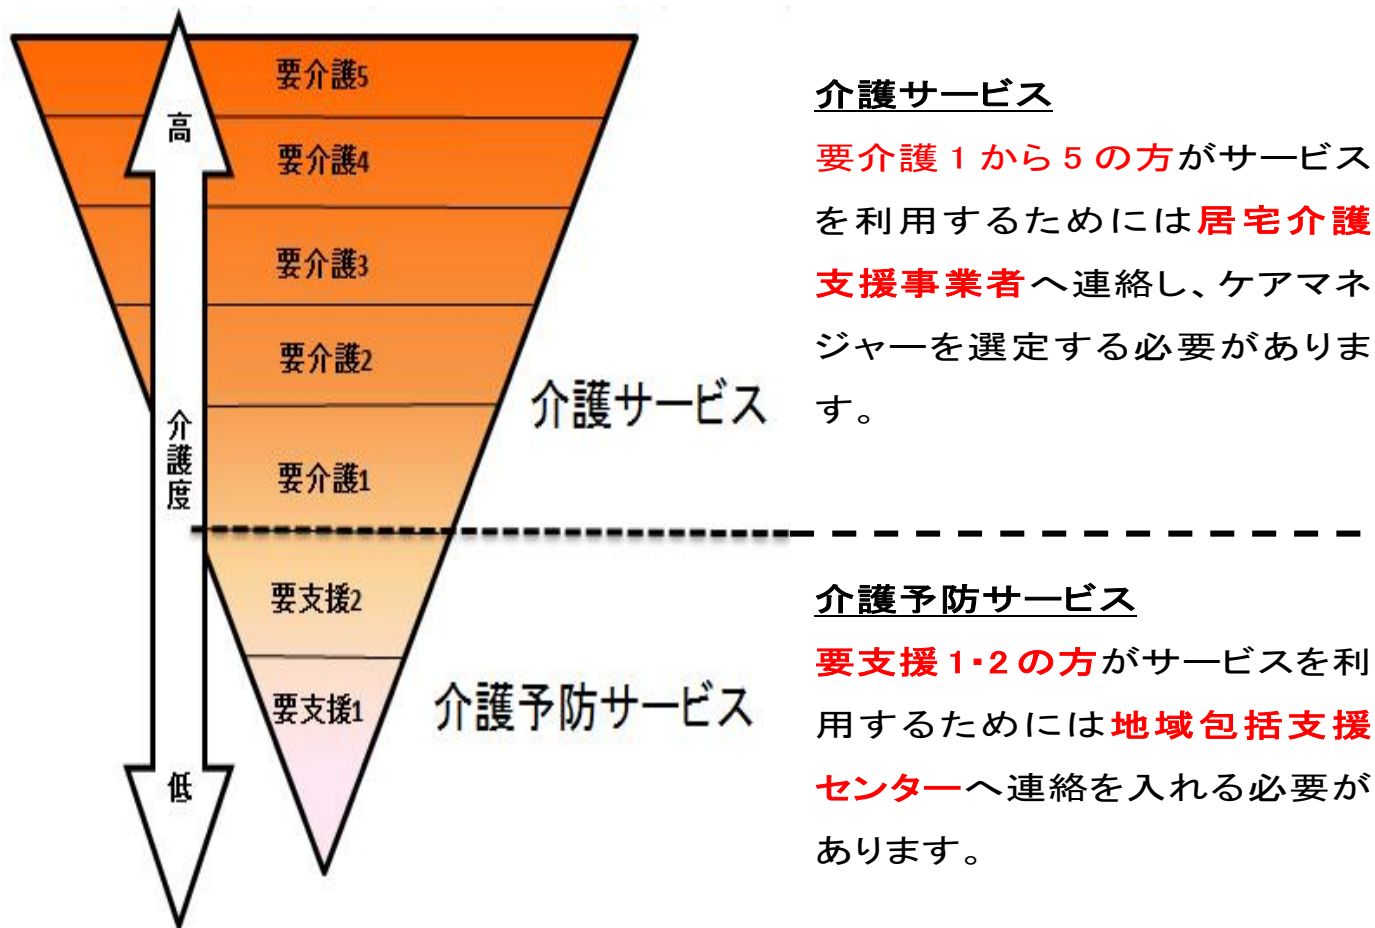 高
介護度
低
要介護5
要介護4
要介護3
要介護2
要介護1
要支援2
要支援1
介護サービス
介護予防サービス
介護サービス
要介護1から5の方がサービス
を利用するためには居宅介護
支援事業者へ連絡し、ケアマネ
ジャーを選定する必要がありま
す。
介護予防サービス
要支援1・2の方がサービスを利
用するためには地域包括支援
センターへ連絡を入れる必要が
あります。